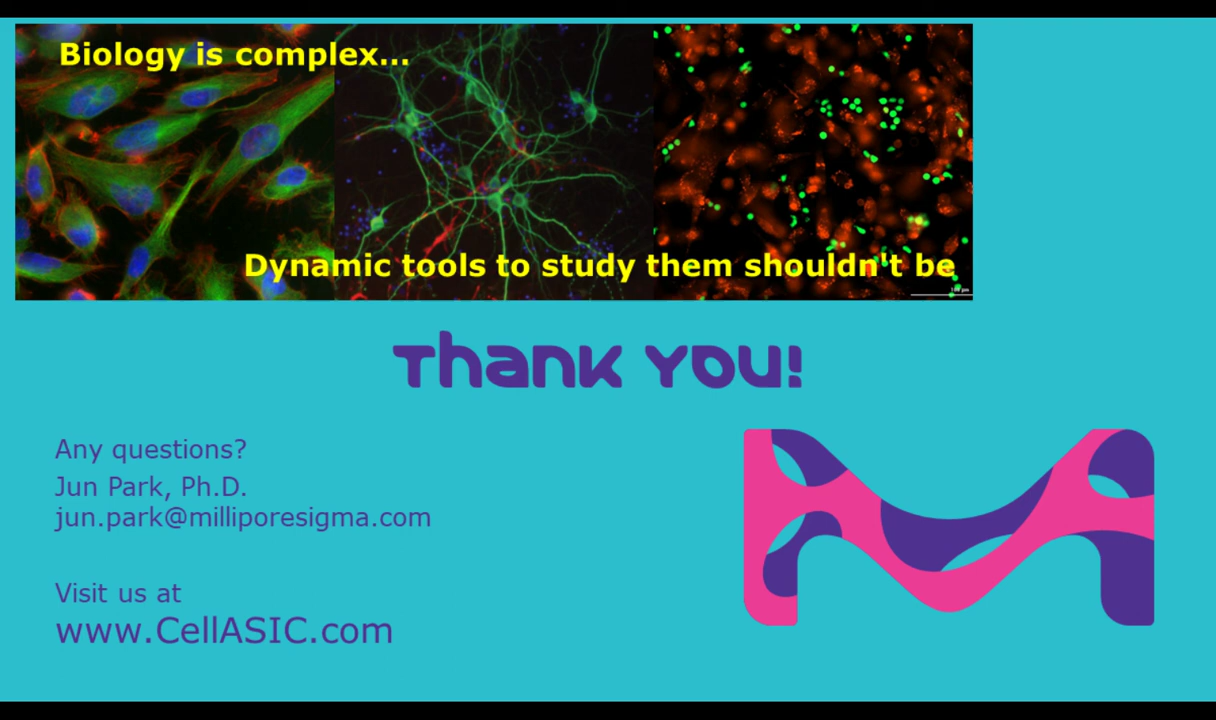 Biology is complex...
Dynamic tools to study them shouldn't be
Thank you!
Any questions?
Jun Park, Ph.D.
jun.park@milliporesigma.com
Visit us at
www.CellASIC.com